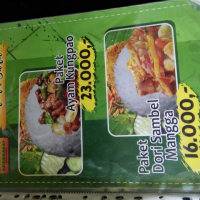 Paket
Ayam Kungpao
23.000,-
Paket
Dori Sambel
Mangga
16.000,-